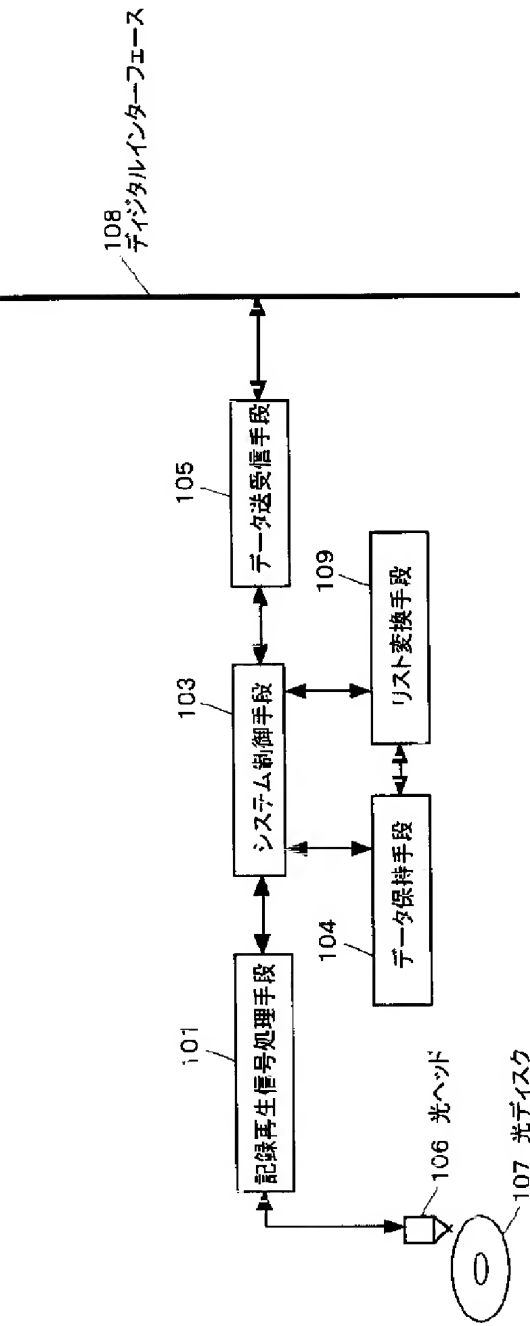 108
ディジタルインターフェース
105
データ送受信手段
103
システム制御手段
109
リスト変換手段
101
記録再生信号処理手段
104
データ保持手段
106 光ヘッド
107 光ディスク